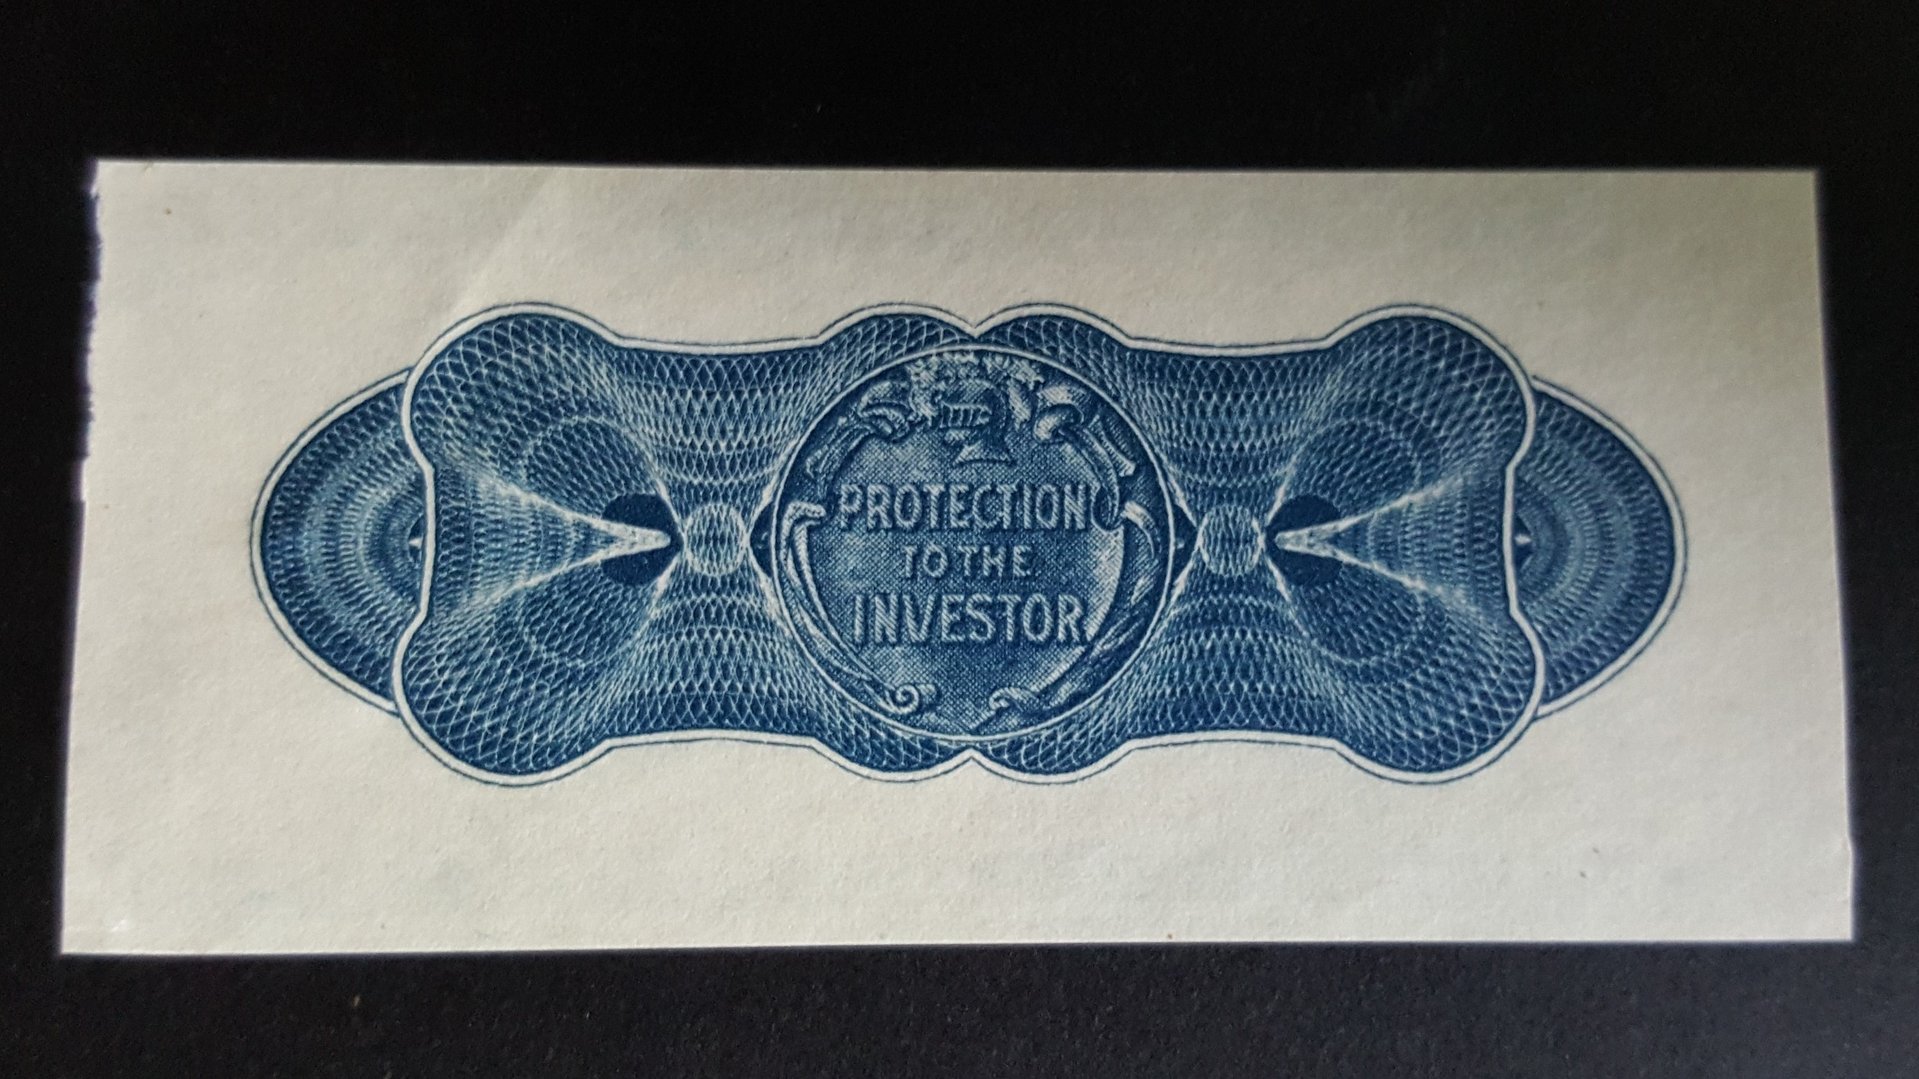 PROTECTION
TO THE
INVESTOR